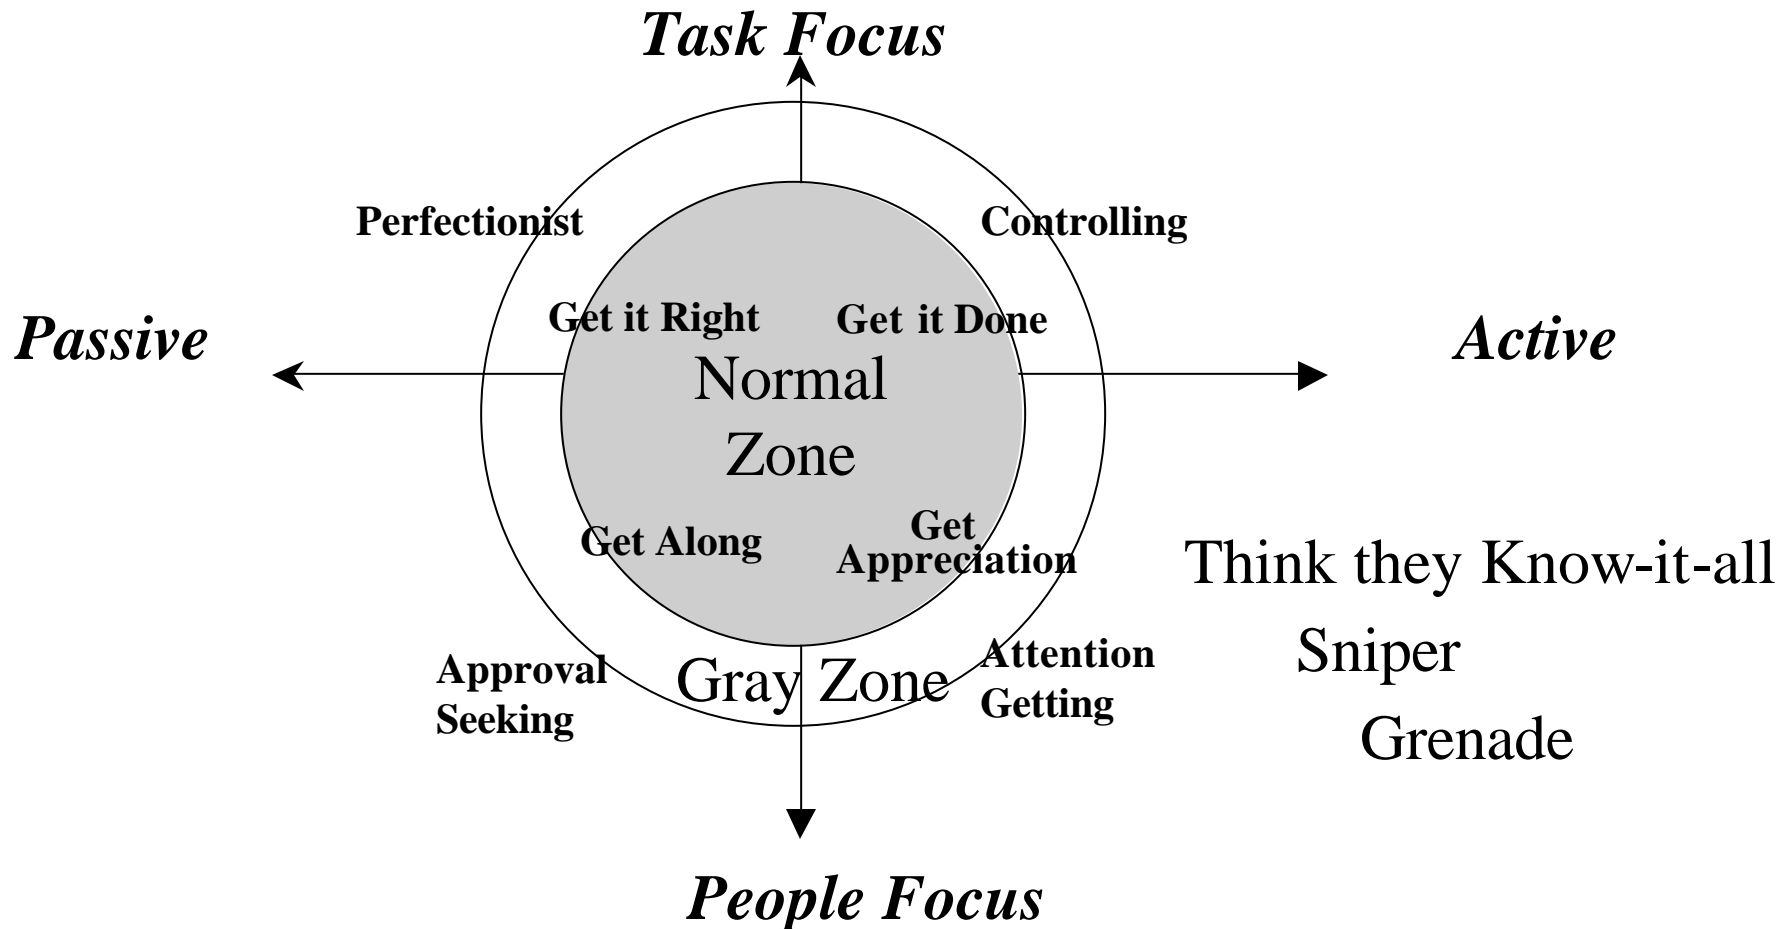 Task Focus
Perfectionist
Controlling
Get it Right
Get it Done
Passive
Active
Normal
Zone
Get Along
Get
Appreciation
Think they Know-it-all
Sniper
Grenade
Approval
Seeking
Gray Zone
Attention
Getting
People Focus